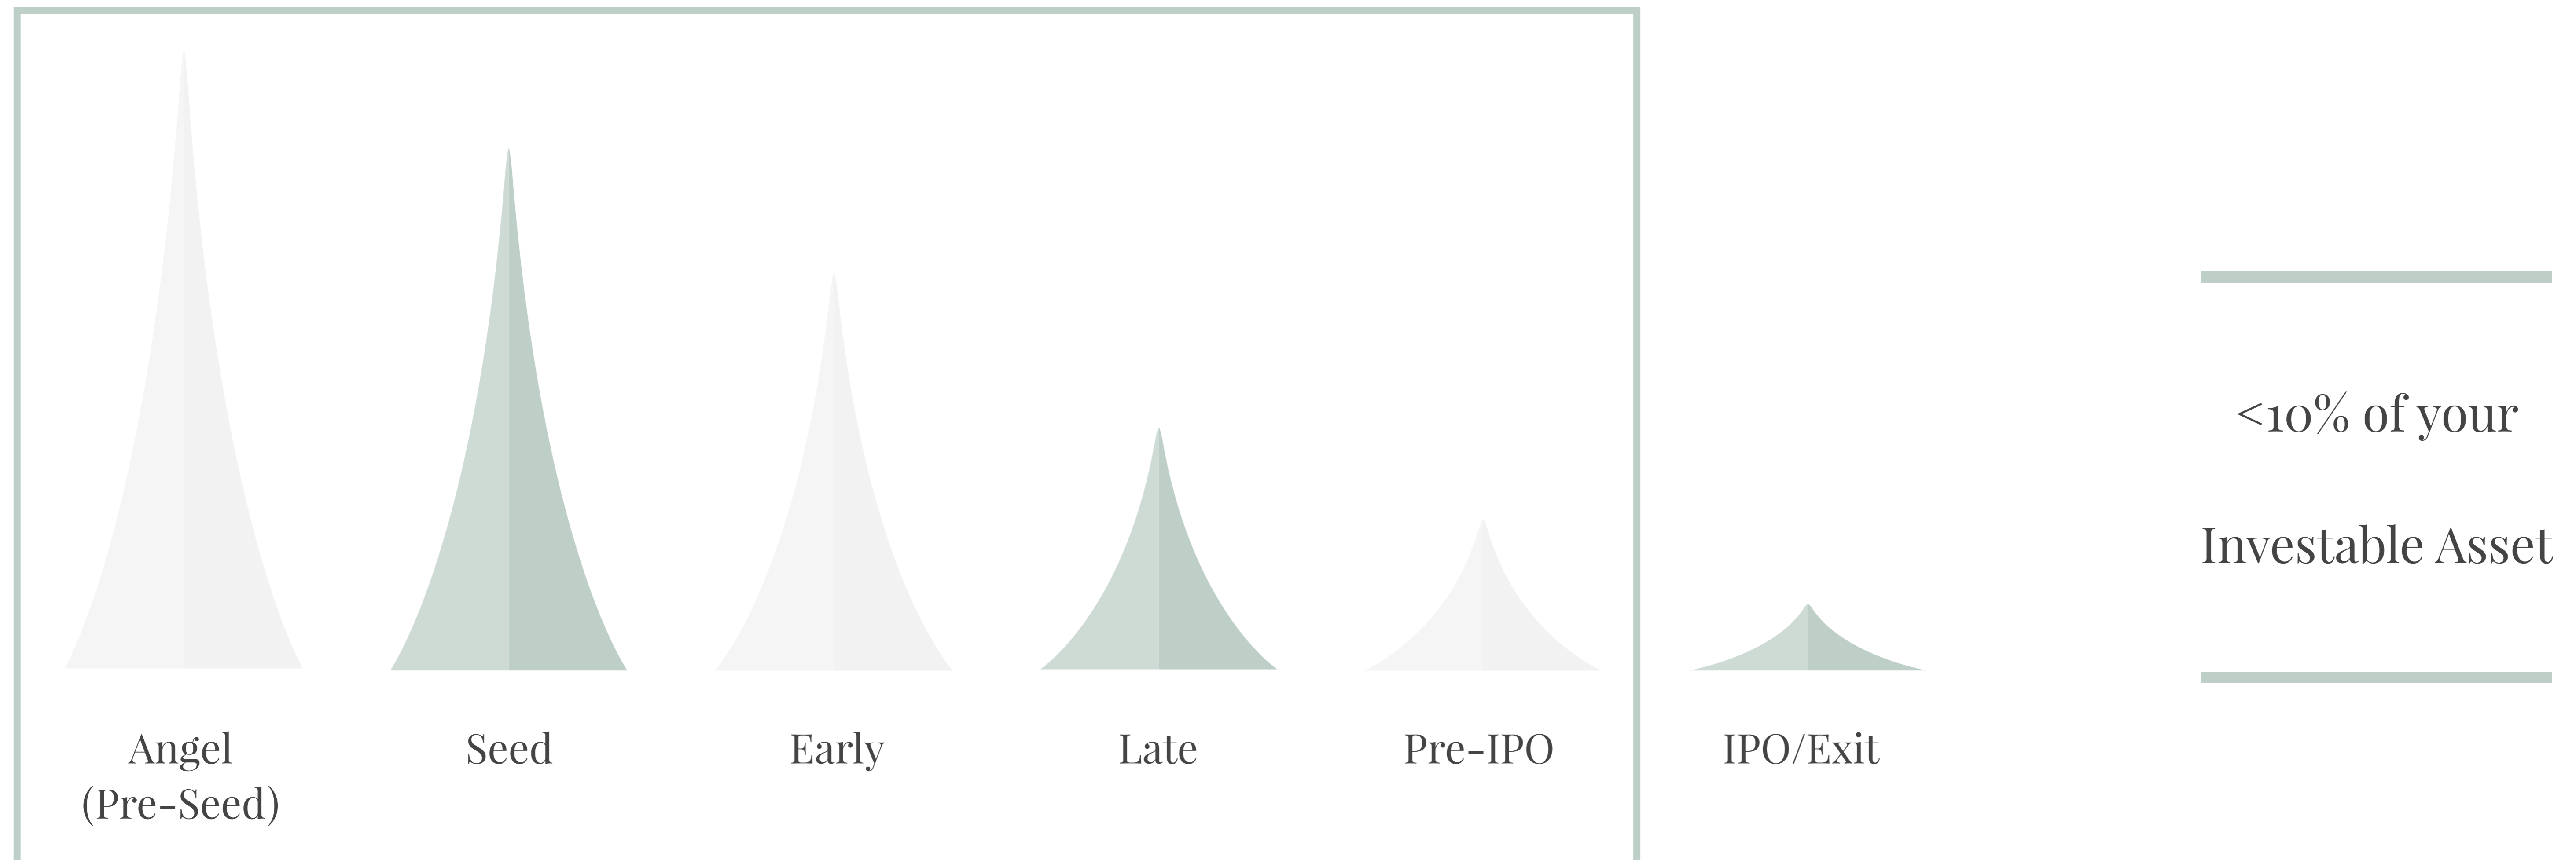 <10% of your
Investable Asset
Angel
(Pre-Seed)
Seed
Early
Late
Pre-IPO
IPO/Exit